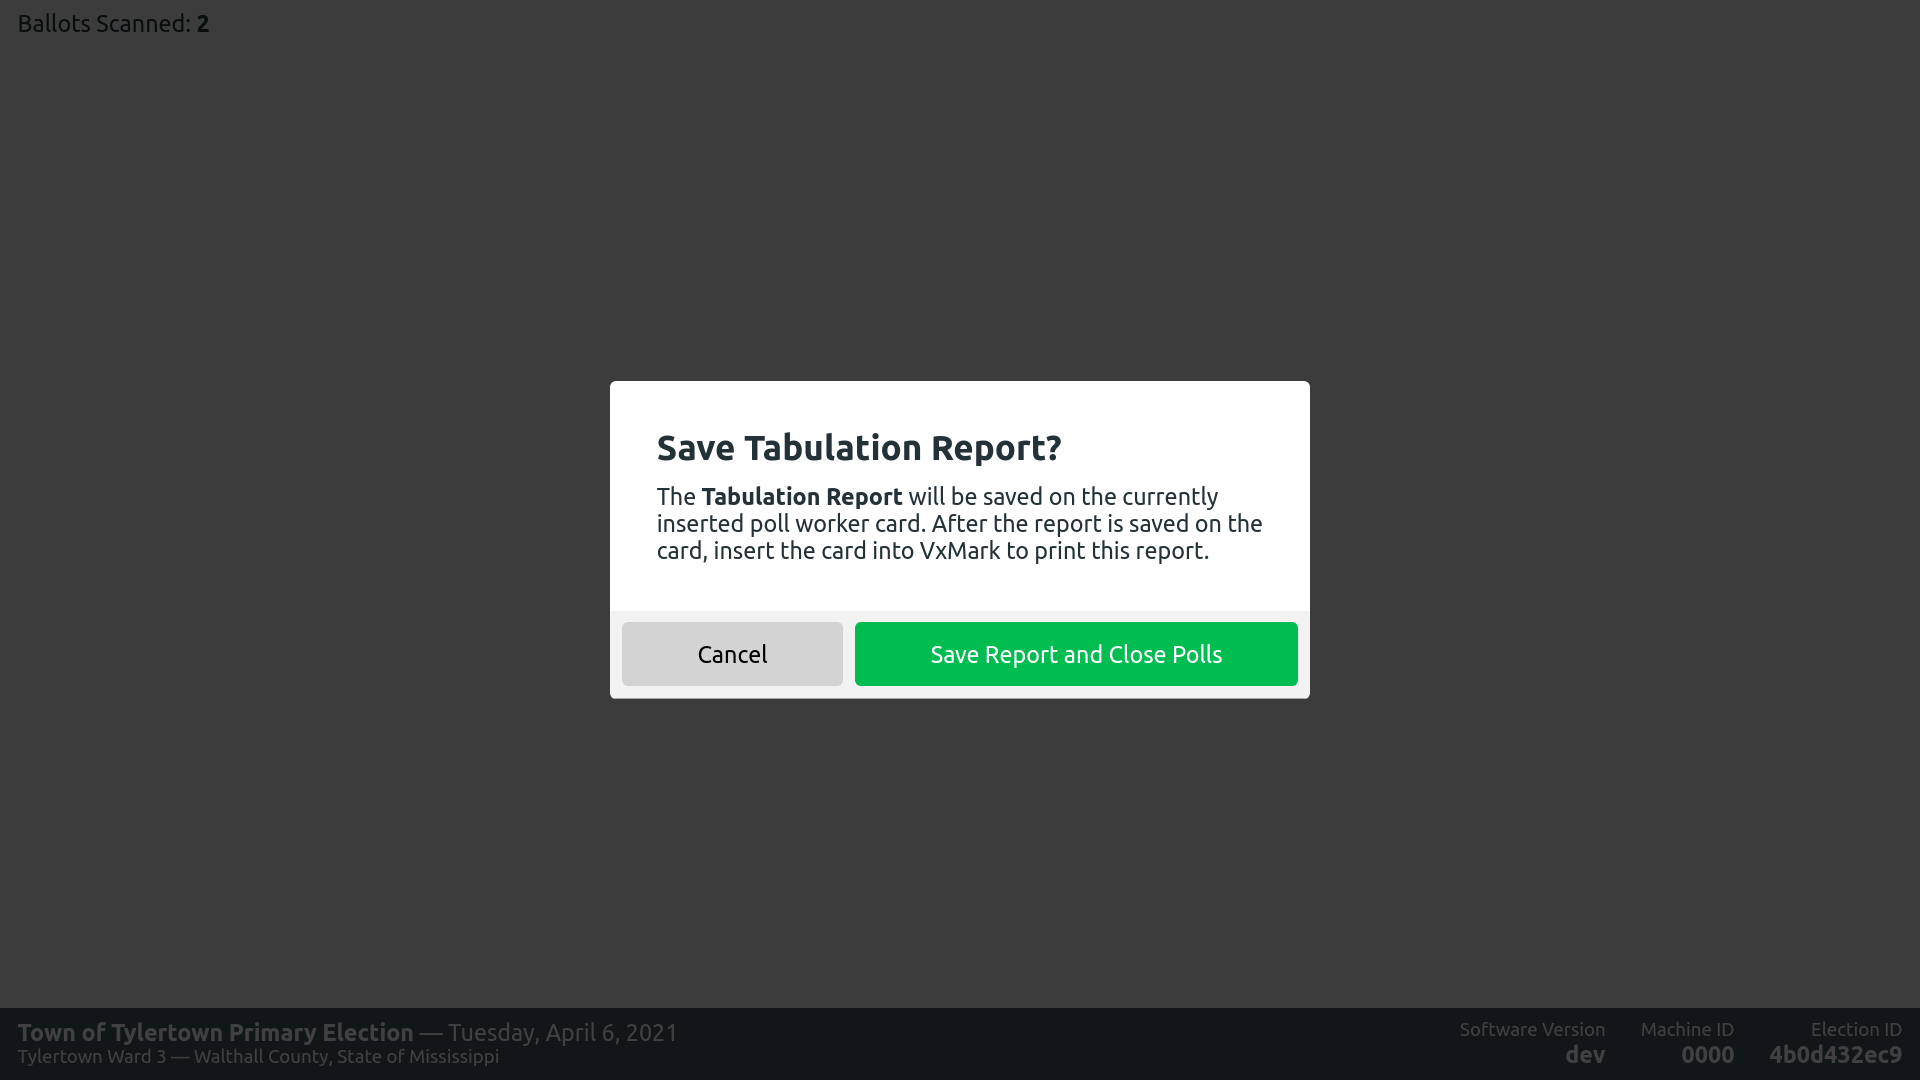 Ballots Scanned: 2
Save Tabulation Report?
The Tabulation Report will be saved on the currently
inserted poll worker card. After the report is saved on the
card, insert the card into VxMark to print this report.
Cancel
Save Report and Close Polls
Town of Tylertown Primary Election — Tuesday, April 6, 2021
Tylertown Ward 3 — Walthall County, State of Mississippi
Software Version
dev
Machine ID
0000
Election ID
4b0d432ec9